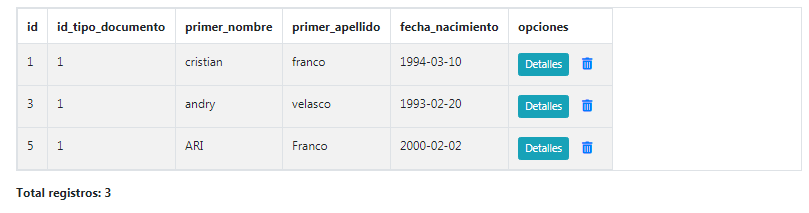 id id_tipo_documento primer_nombre primer_apellido fecha_nacimiento opciones
1 1 cristian franco 1994-03-10 Detalles
3 1 andry velasco 1993-02-20 Detalles
5 1 ARI Franco 2000-02-02 Detalles
Total registros: 3